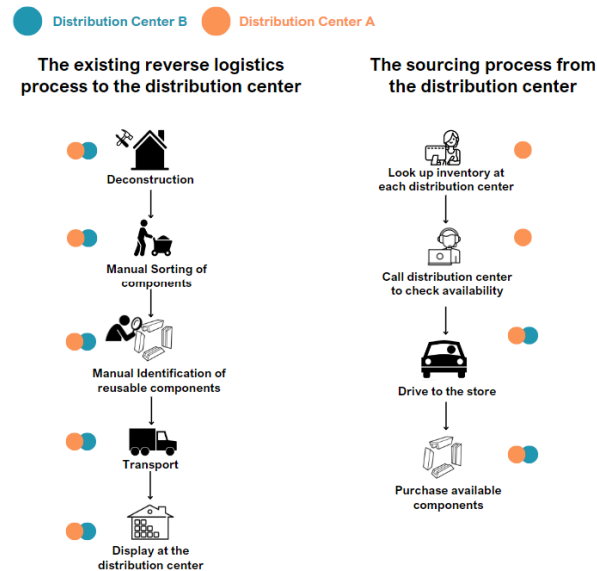 Distribution Center B
Distribution Center A
The existing reverse logistics
process to the distribution center
Deconstruction
Manual Sorting of
components
Manual Identification of
reusable components
Transport
Display at the
distribution center
The sourcing process from
the distribution center
Look up inventory at
each distribution center
Call distribution center
to check availability
Drive to the store
Purchase available
components